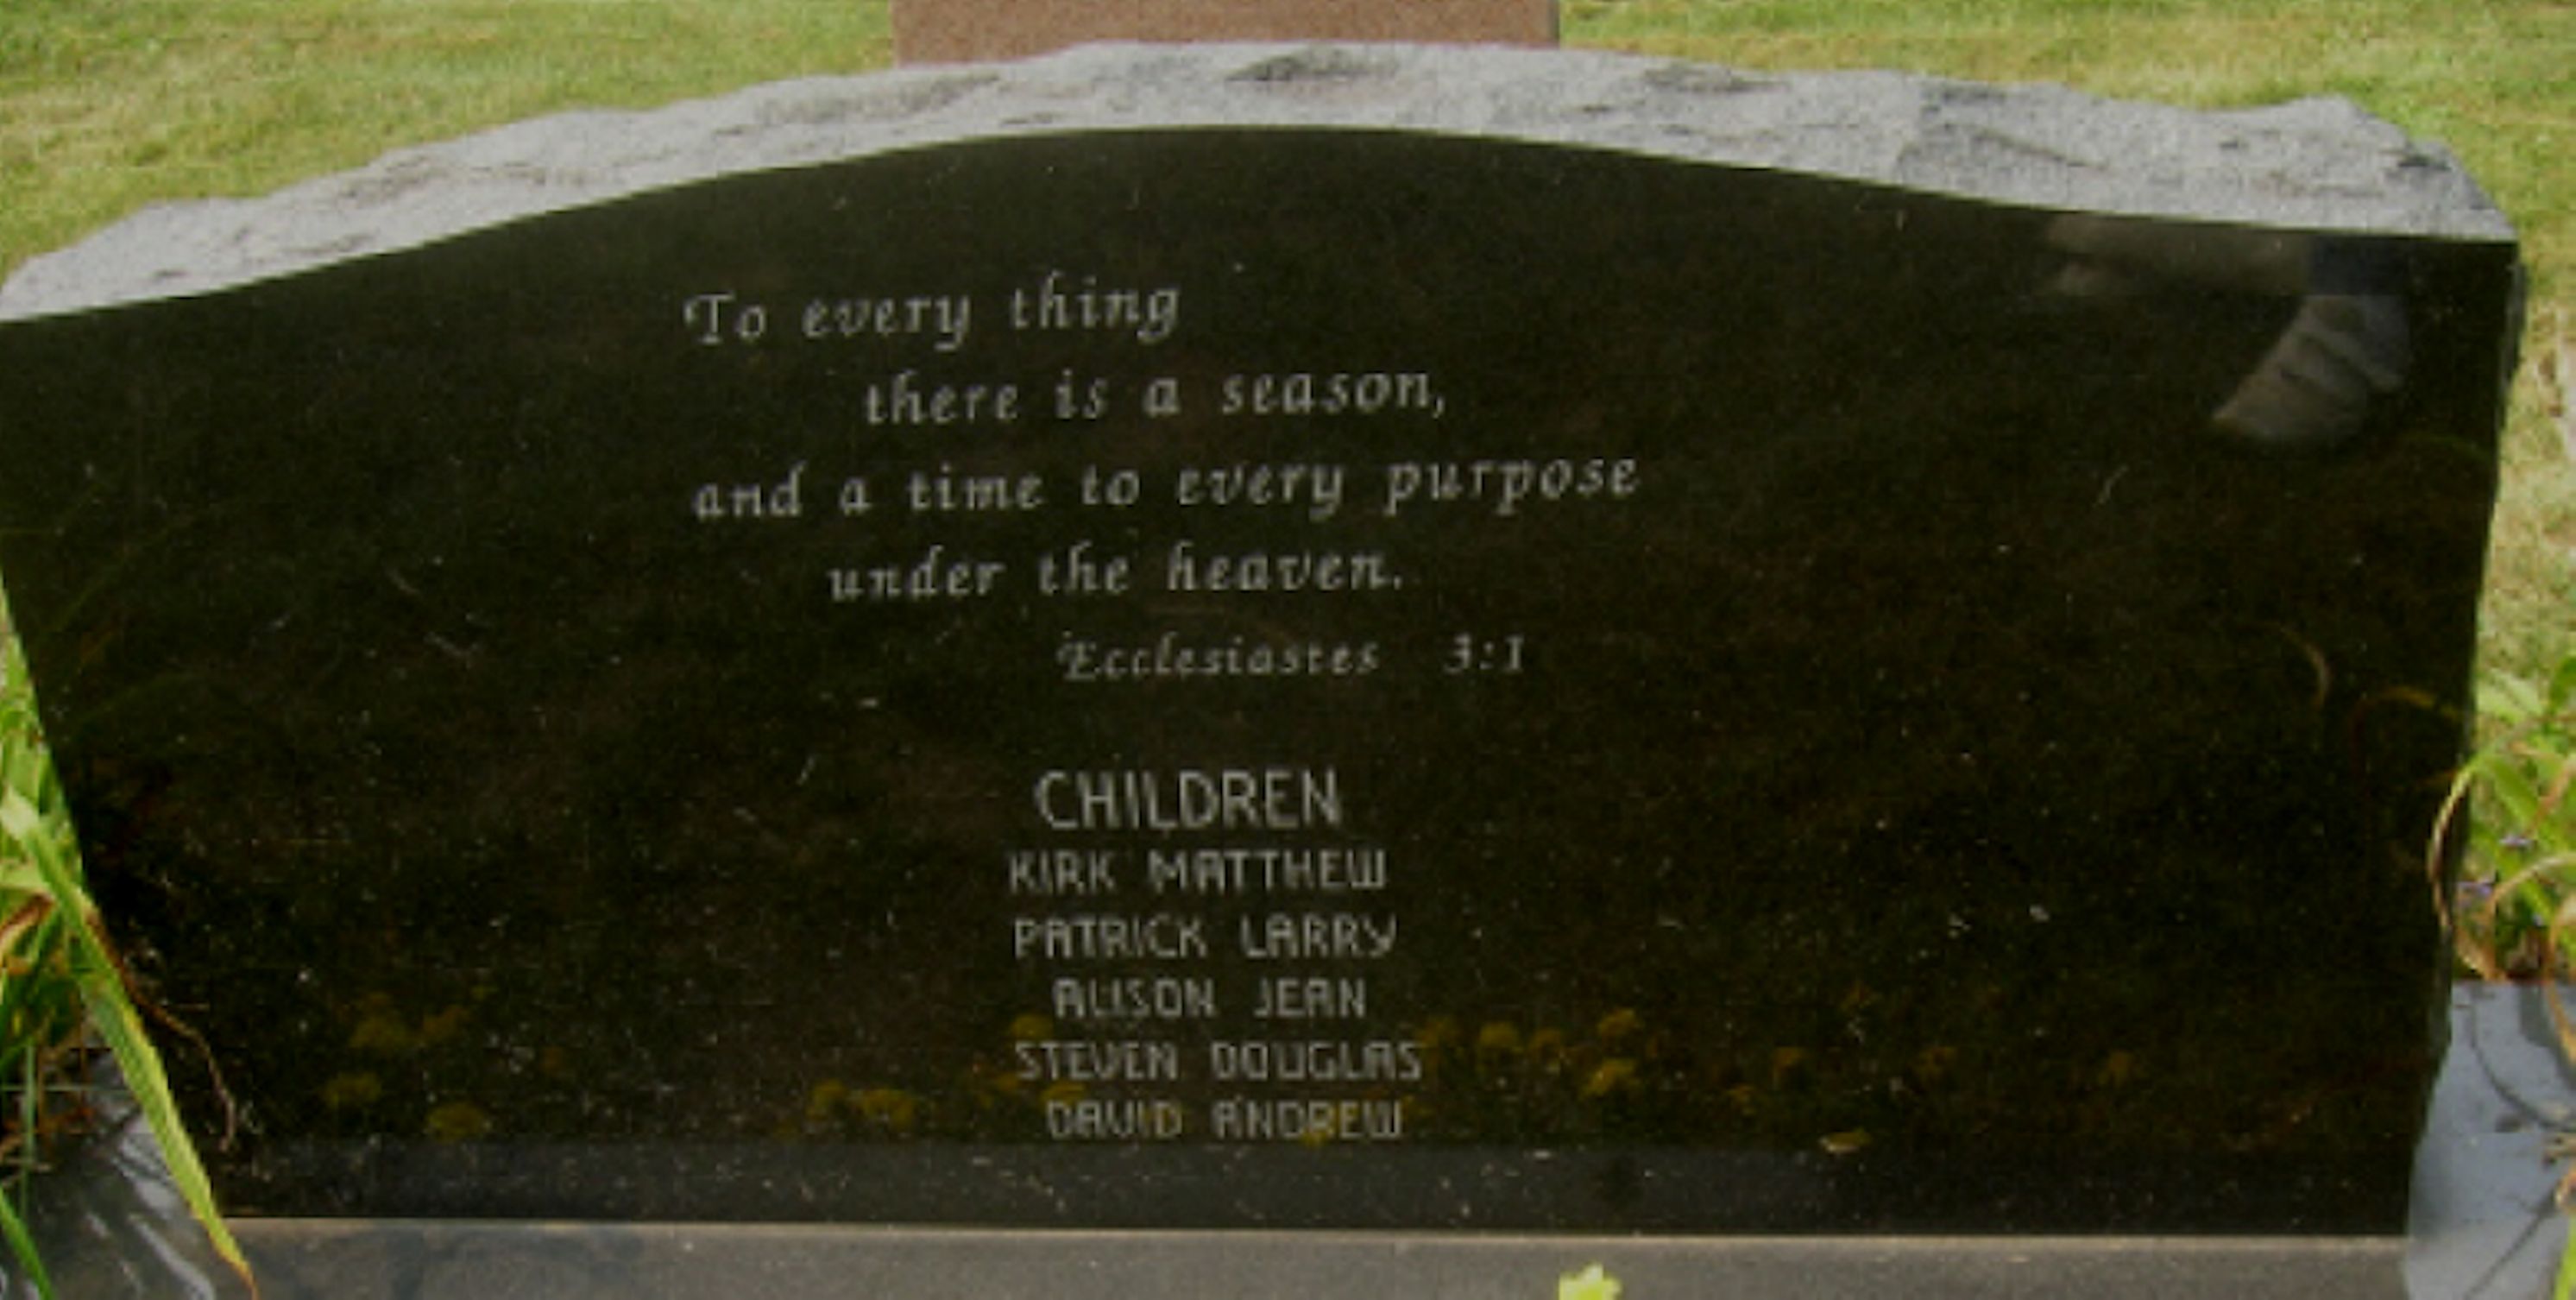 To every thing
there is a season,
and a time to every purpose
under the heaven.
Ecclesiastes 3:1
CHILDREN
KIRK MATTHEW
PATRICK LARRY
ALISON JEAN
STEVEN DOUGLAS
DAVID ANDREW